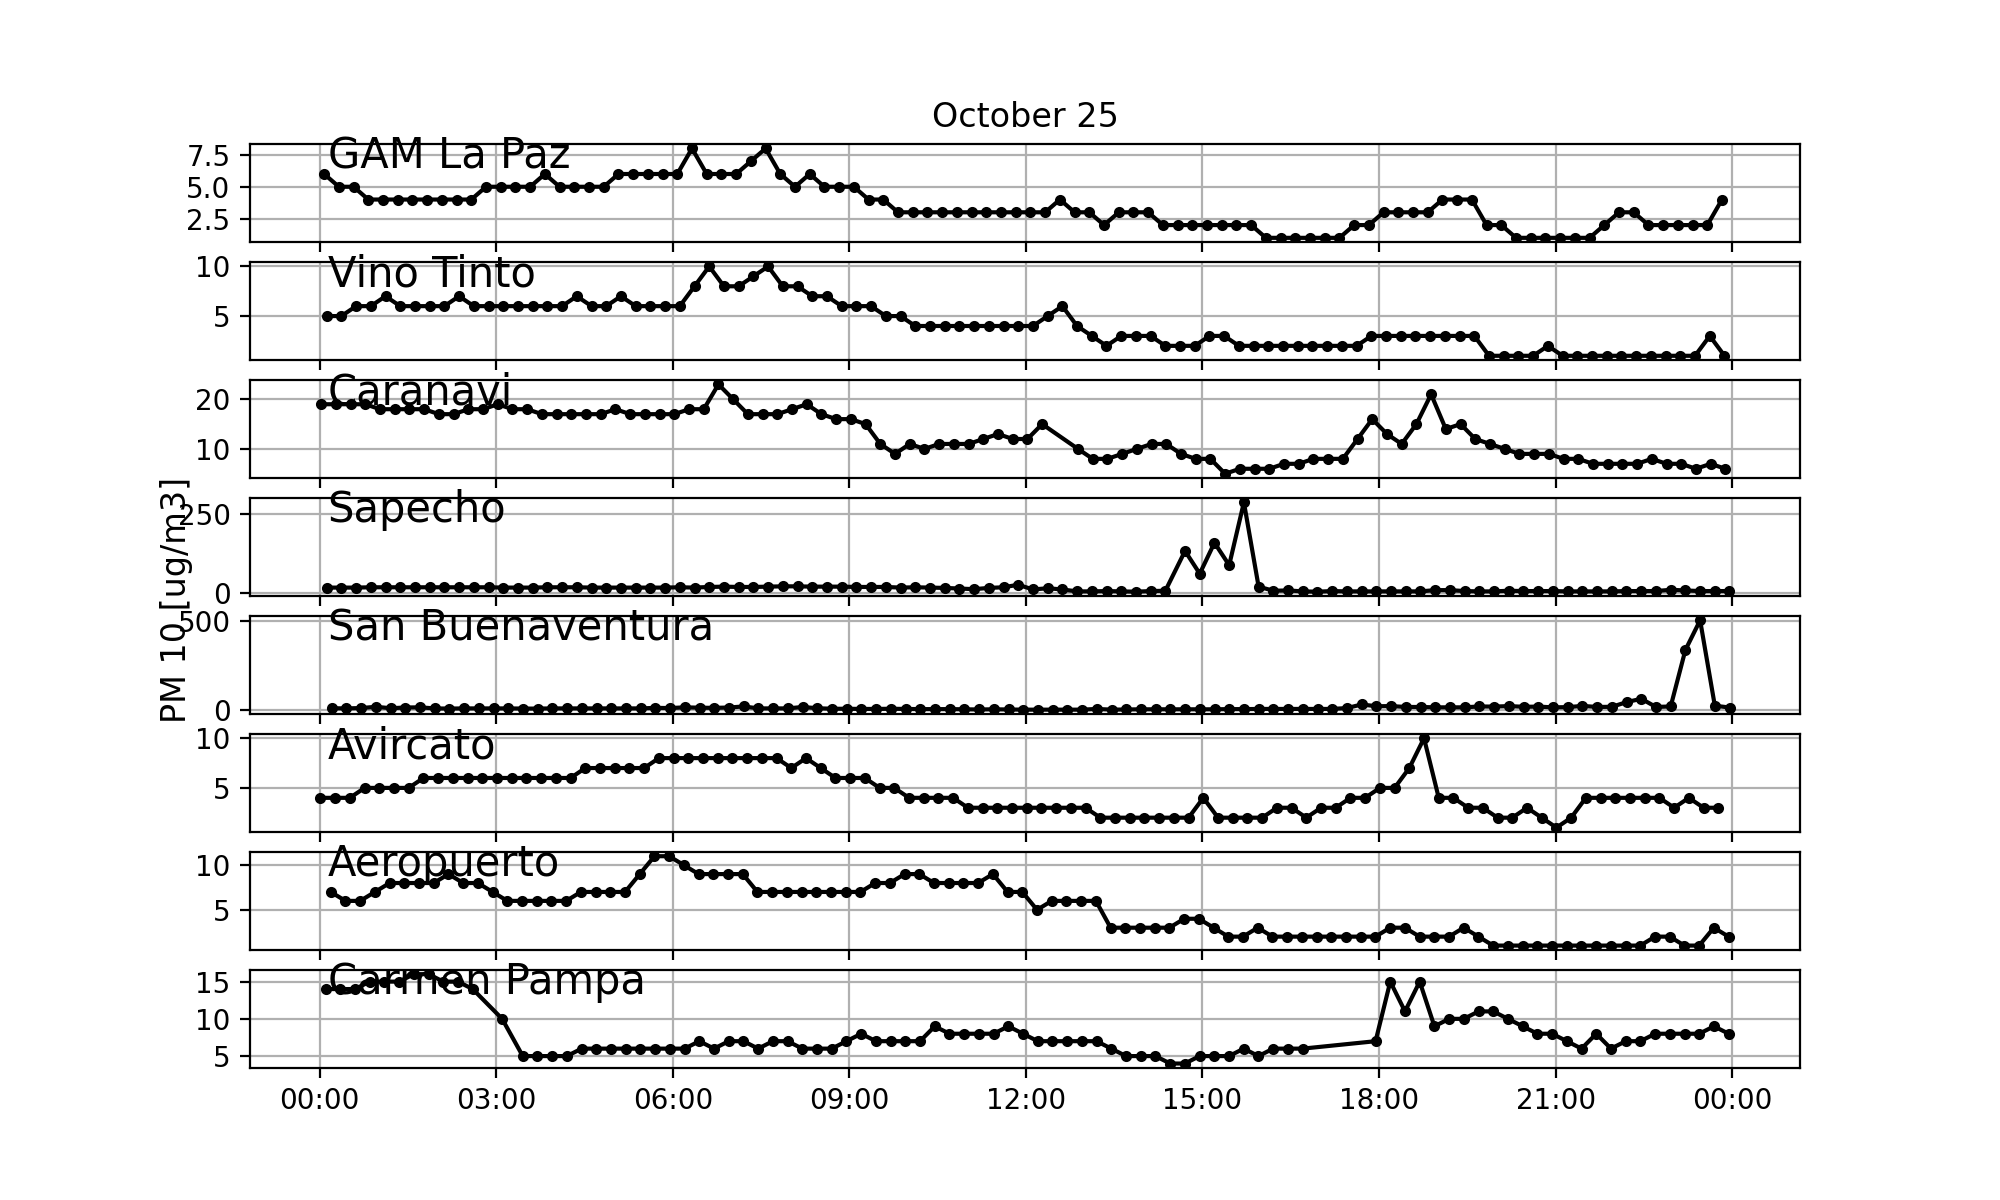 October 25
GAM La Paz
7.5
5.0
2.5
Vino Tinto
10
5
Caranavi
20
10
PM 10 [ug/m3]
Sapecho
250
0
San Buenaventura
500
0
Avircato
10
5
Aeropuerto
10
5
Carmen Pampa
15
10
5
00:00 03:00 06:00 09:00 12:00 15:00 18:00 21:00 00:00